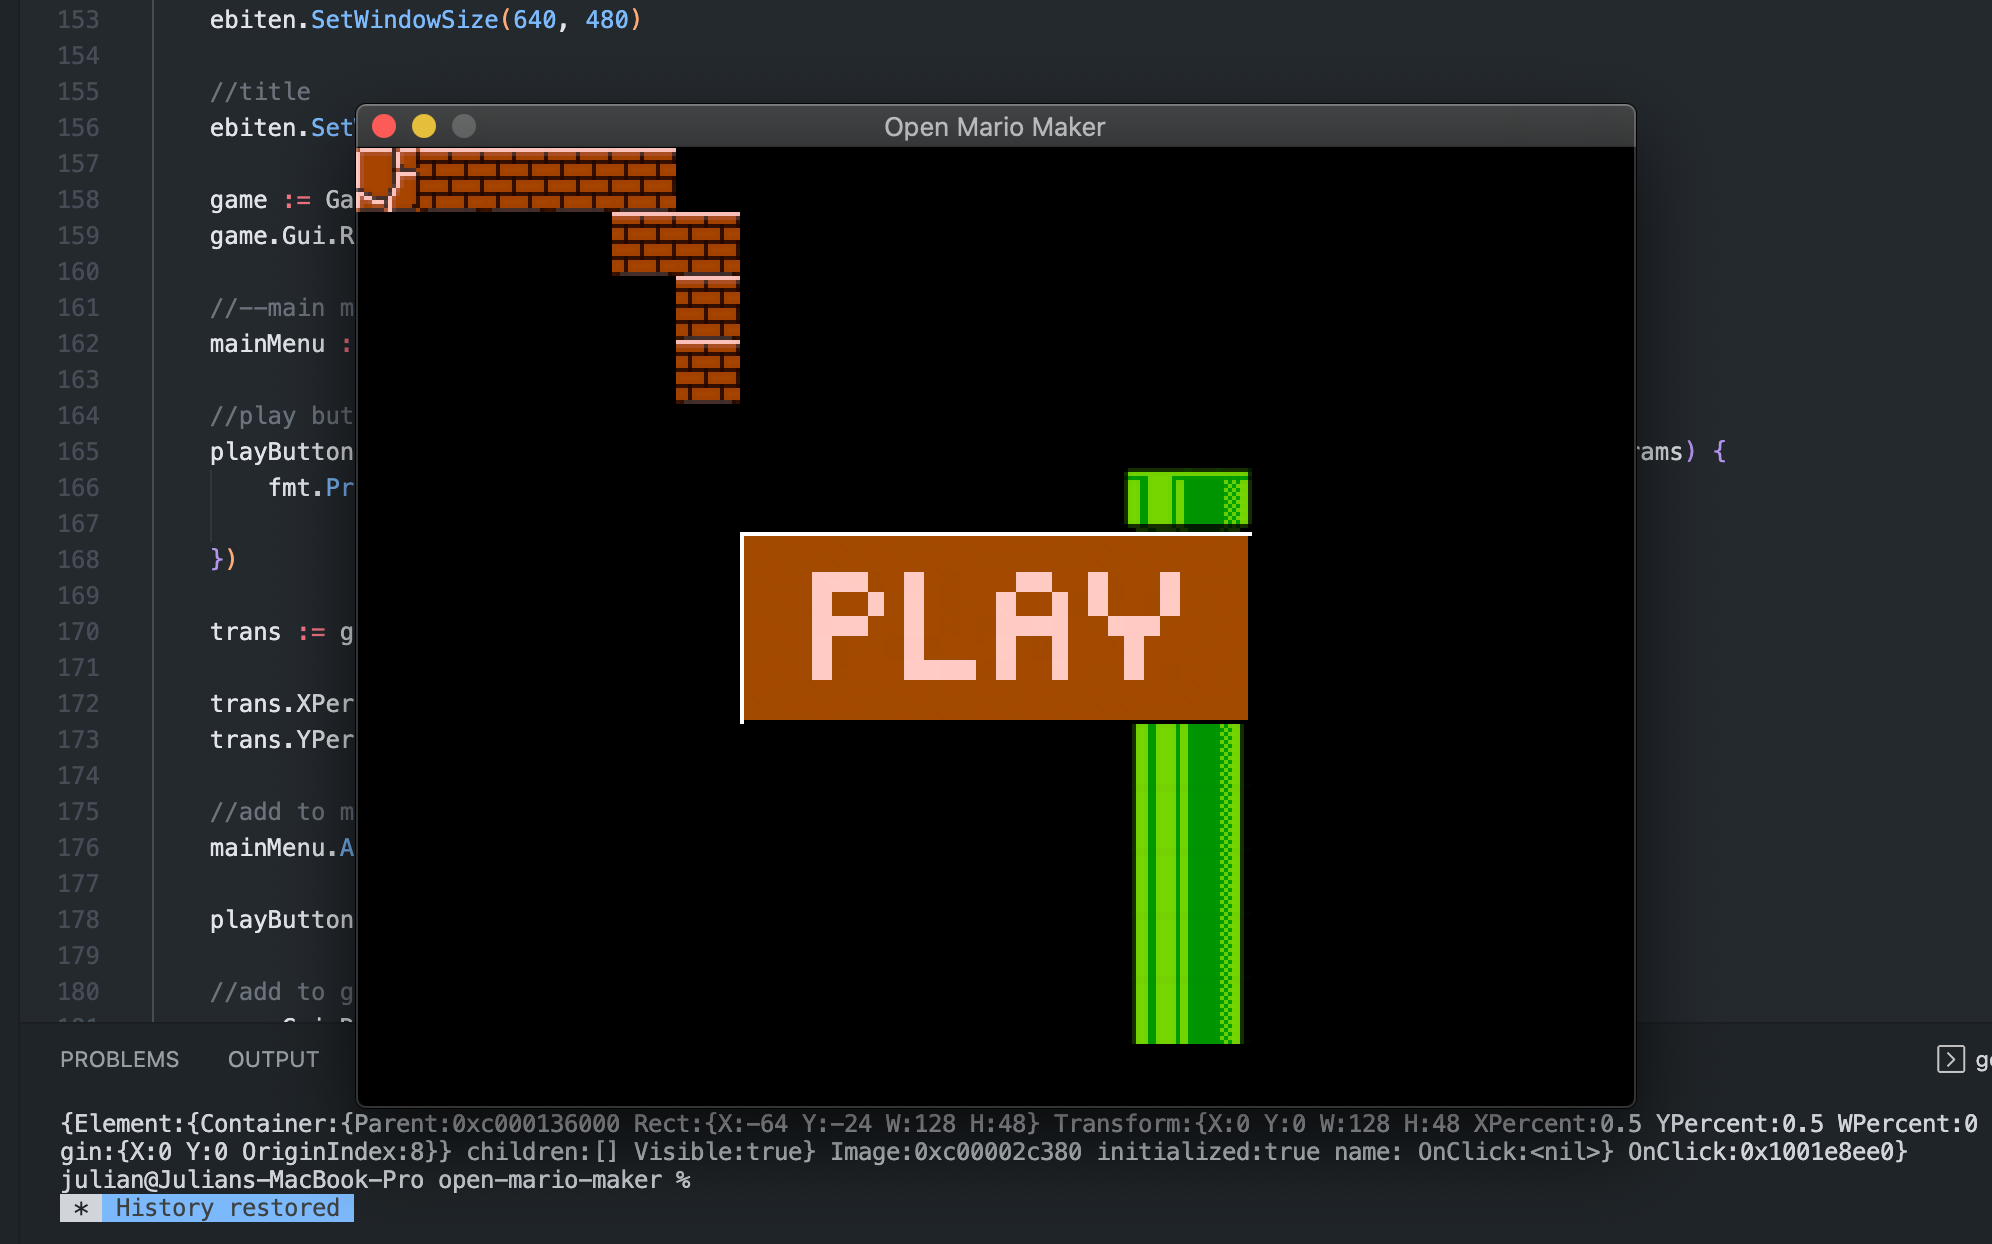 153 ebiten.SetWindowSize(640, 480)
154
155 //title
156 ebiten.Set
157
158 game := Ga
159 game.Gui.R
160
161 //--main m
162 mainMenu :
163
164 //play but
165 playButton ams) {
166 fmt.Pr
167
168 })
169
170 trans := g
171
172 trans.XPer
173 trans.YPer
174
175 //add to m
176 mainMenu.A
177
178 playButton
179
180 //add to g
Open Mario Maker
PLAY
PROBLEMS OUTPUT
{Element:{Container:{Parent:0xc000136000 Rect:{X:-64 Y:-24 W:128 H:48} Transform:{X:0 Y:0 W:128 H:48 XPercent:0.5 YPercent:0.5 WPercent:0
gin:{X:0 Y:0 OriginIndex:8}} children:[] Visible:true} Image:0xc00002c380 initialized:true name: OnClick:<nil>} OnClick:0x1001e8ee0}
julian@Julians-MacBook-Pro open-mario-maker %
* History restored